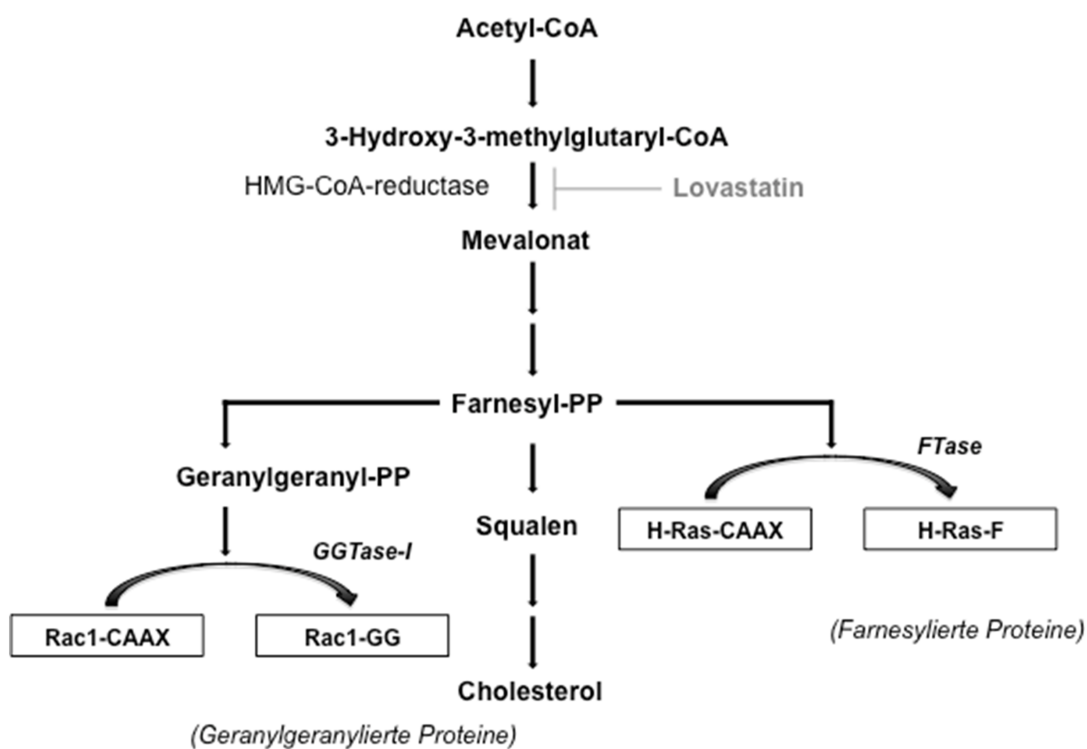 Acetyl-CoA
3-Hydroxy-3-methylglutaryl-CoA
HMG-CoA-reductase
Lovastatin
Mevalonat
Farnesyl-PP
Geranylgeranyl-PP
FTase
Squalen
H-Ras-CAAX
H-Ras-F
GGTase-I
Rac1-CAAX
Rac1-GG
(Farnesylierte Proteine)
Cholesterol
(Geranylgeranylierte Proteine)